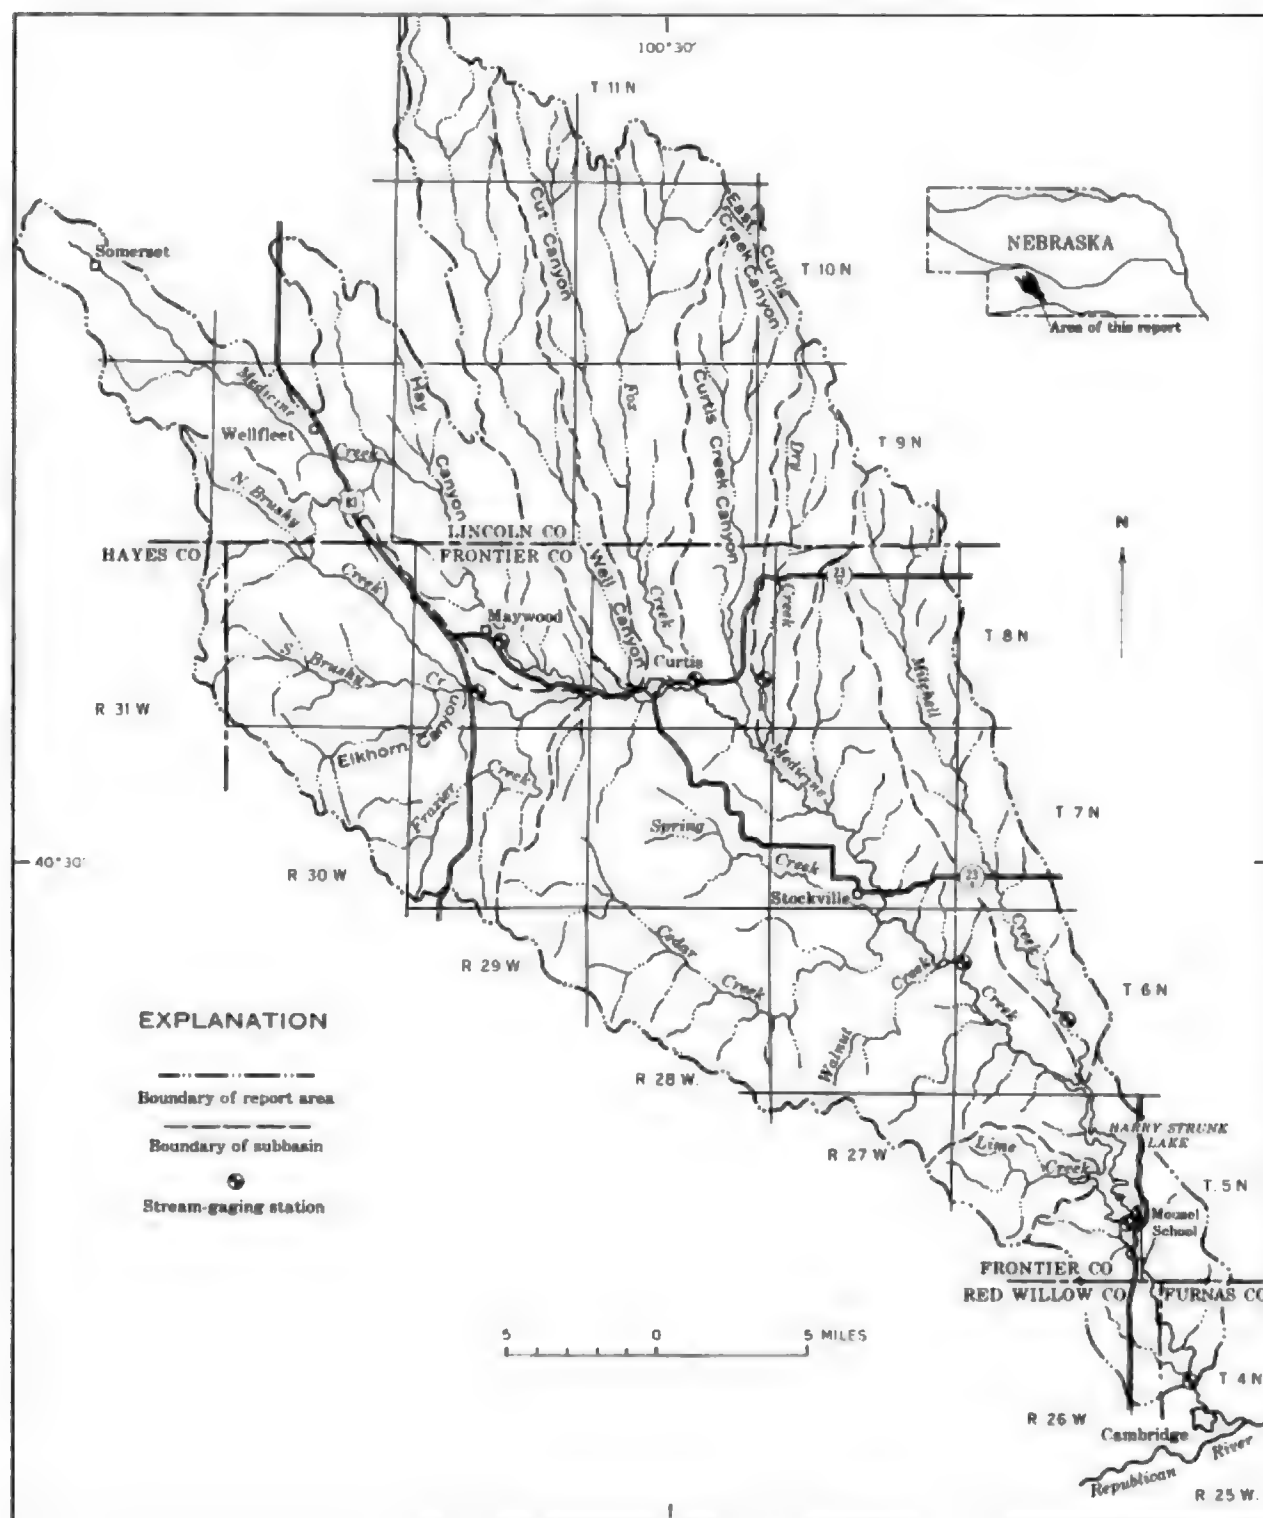 100°30'
T 11 N
Somerset
Cut Canyon
East Curtis
Creek Canyon
T 10 N
NEBRASKA
Area of this report
Medicine
Wellfleet
Creek
Hay
Canyon
Fox
Curtis Creek Canyon
Dry
T 9 N
N. Brushy
83
LINCOLN CO
HAYES CO
FRONTIER CO
Creek
Well Canyon
Creek
Creek
23
N
Maywood
T 8 N
S. Brushy
Cr
Curtis
Mitchell
R 31 W
Elkhorn Canyon
Creek
Medicine
Frazier
Spring
T 7 N
40°30'
Creek
R 30 W
23
Stockville
Creek
Cedar
Creek
R 29 W
Creek
Creek
T 6 N
EXPLANATION
Walnut
R 28 W.
Boundary of report area
HARRY STRUNK
LAKE
Boundary of subbasin
Lime
Creek
R 27 W
T. 5 N
Stream-gaging station
Mousel
School
FRONTIER CO
RED WILLOW CO
FURNAS CO
5 0 5 MILES
T 4 N
R 26 W
Cambridge
Republican River
R 25 W.